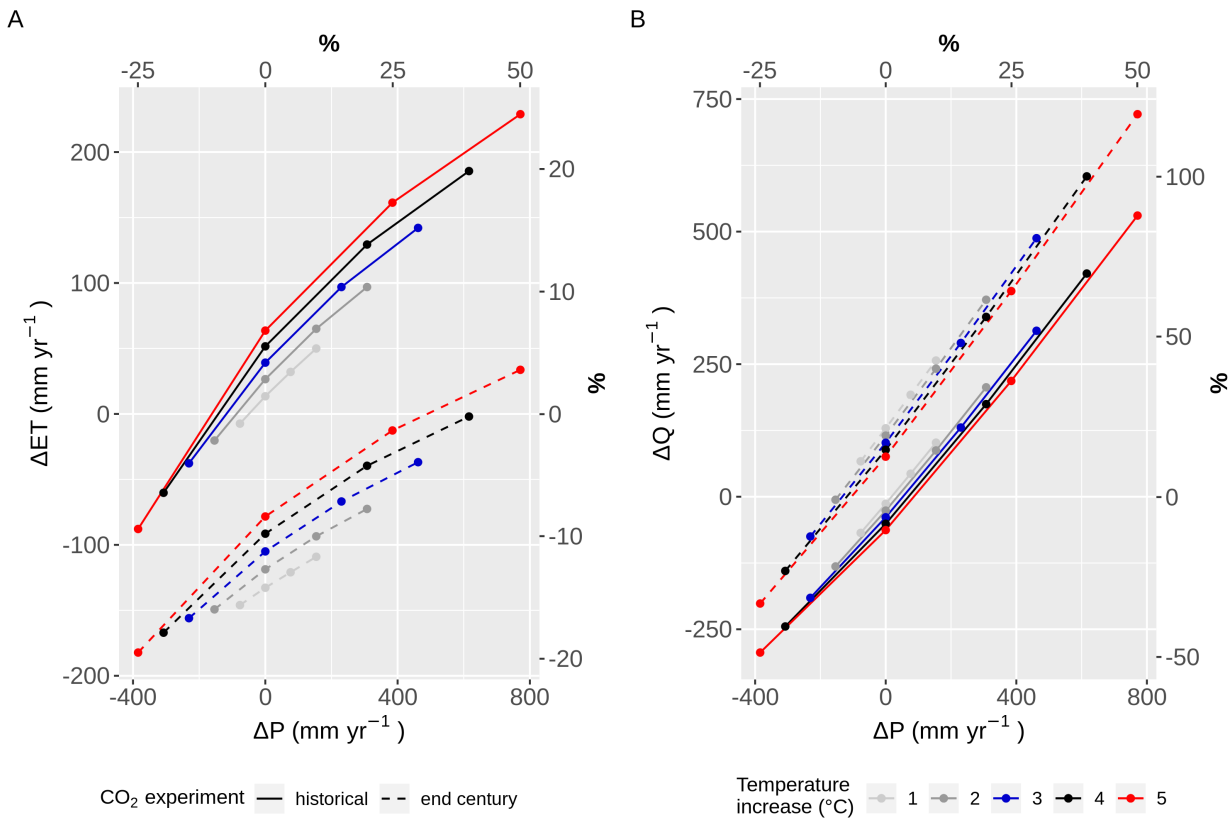 A
%
-25 0 25 50
200
100
0
-100
-200
20
10
0
-10
-20
ΔET (mm yr⁻¹ )
%
-400 0 400 800
ΔP (mm yr⁻¹ )
CO₂ experiment historical end century
B
%
-25 0 25 50
750
500
250
0
-250
100
50
0
-50
ΔQ (mm yr⁻¹ )
%
-400 0 400 800
ΔP (mm yr⁻¹ )
Temperature
increase (°C) 1 2 3 4 5